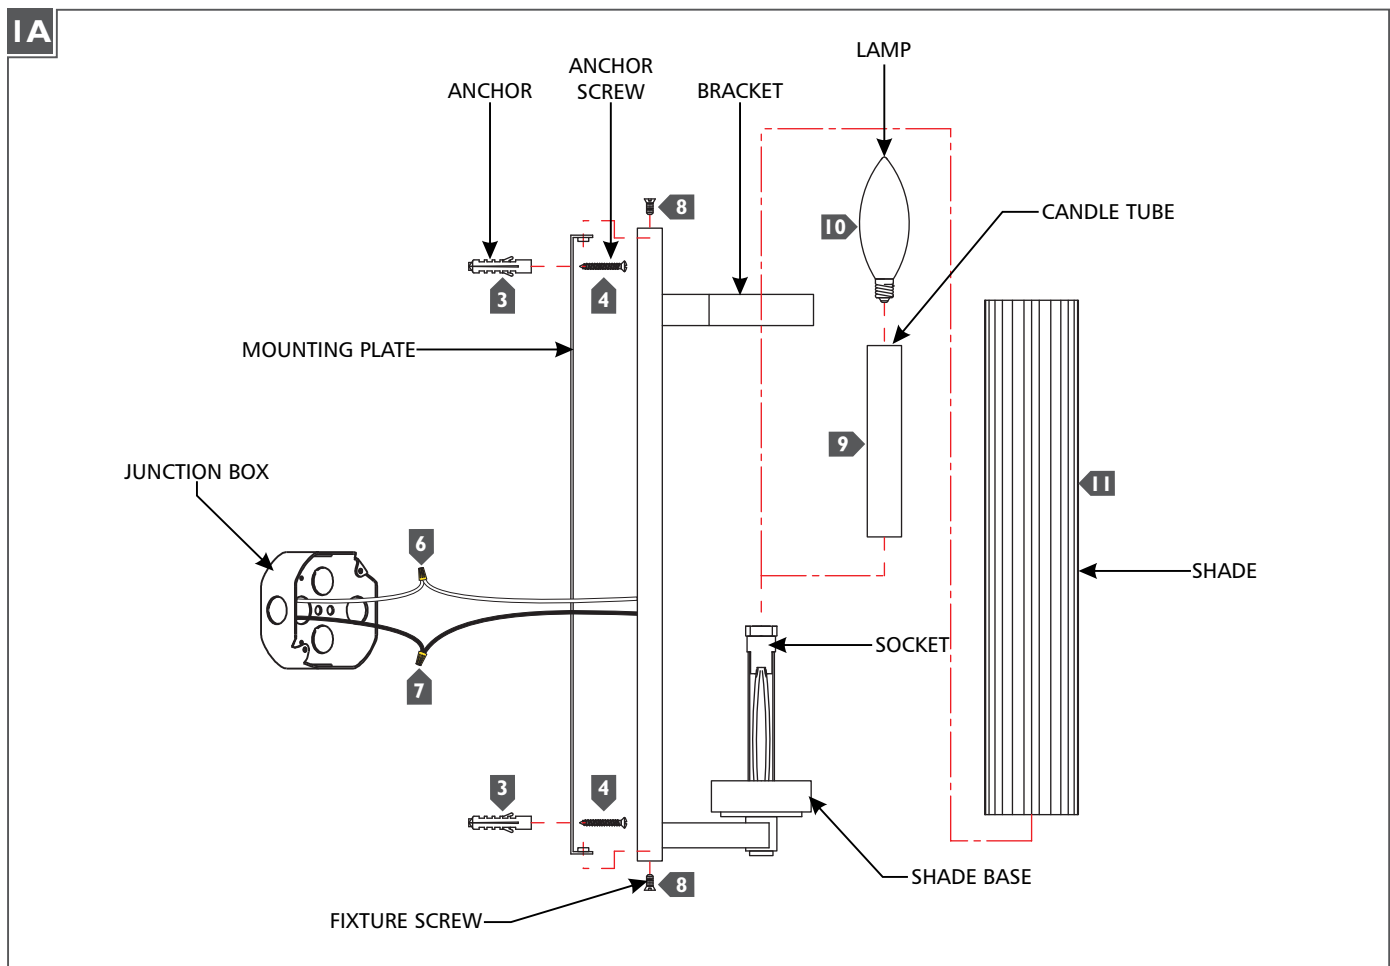 1A
LAMP
ANCHOR
SCREW
ANCHOR
BRACKET
8
CANDLE TUBE
10
3
4
MOUNTING PLATE
9
JUNCTION BOX
11
6
SHADE
SOCKET
7
3
4
SHADE BASE
8
FIXTURE SCREW